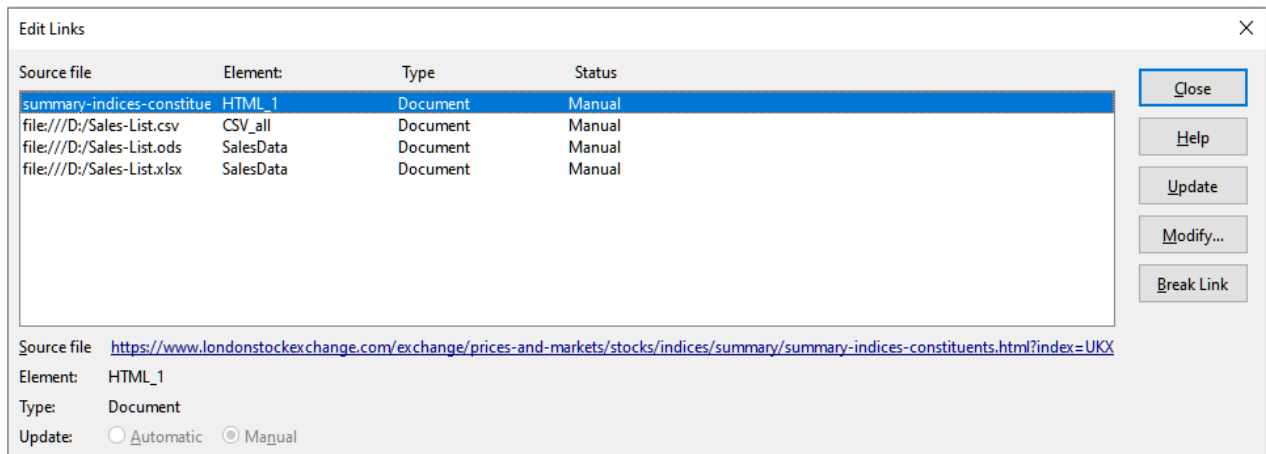 Edit Links
Source file Element: Type Status
summary-indices-constitue HTML_1 Document Manual
file:///D:/Sales-List.csv CSV_all Document Manual
file:///D:/Sales-List.ods SalesData Document Manual
file:///D:/Sales-List.xlsx SalesData Document Manual
Close
Help
Update
Modify...
Break Link
Source file https://www.londonstockexchange.com/exchange/prices-and-markets/stocks/indices/summary/summary-indices-constituents.html?index=UKX
Element: HTML_1
Type: Document
Update: Automatic Manual